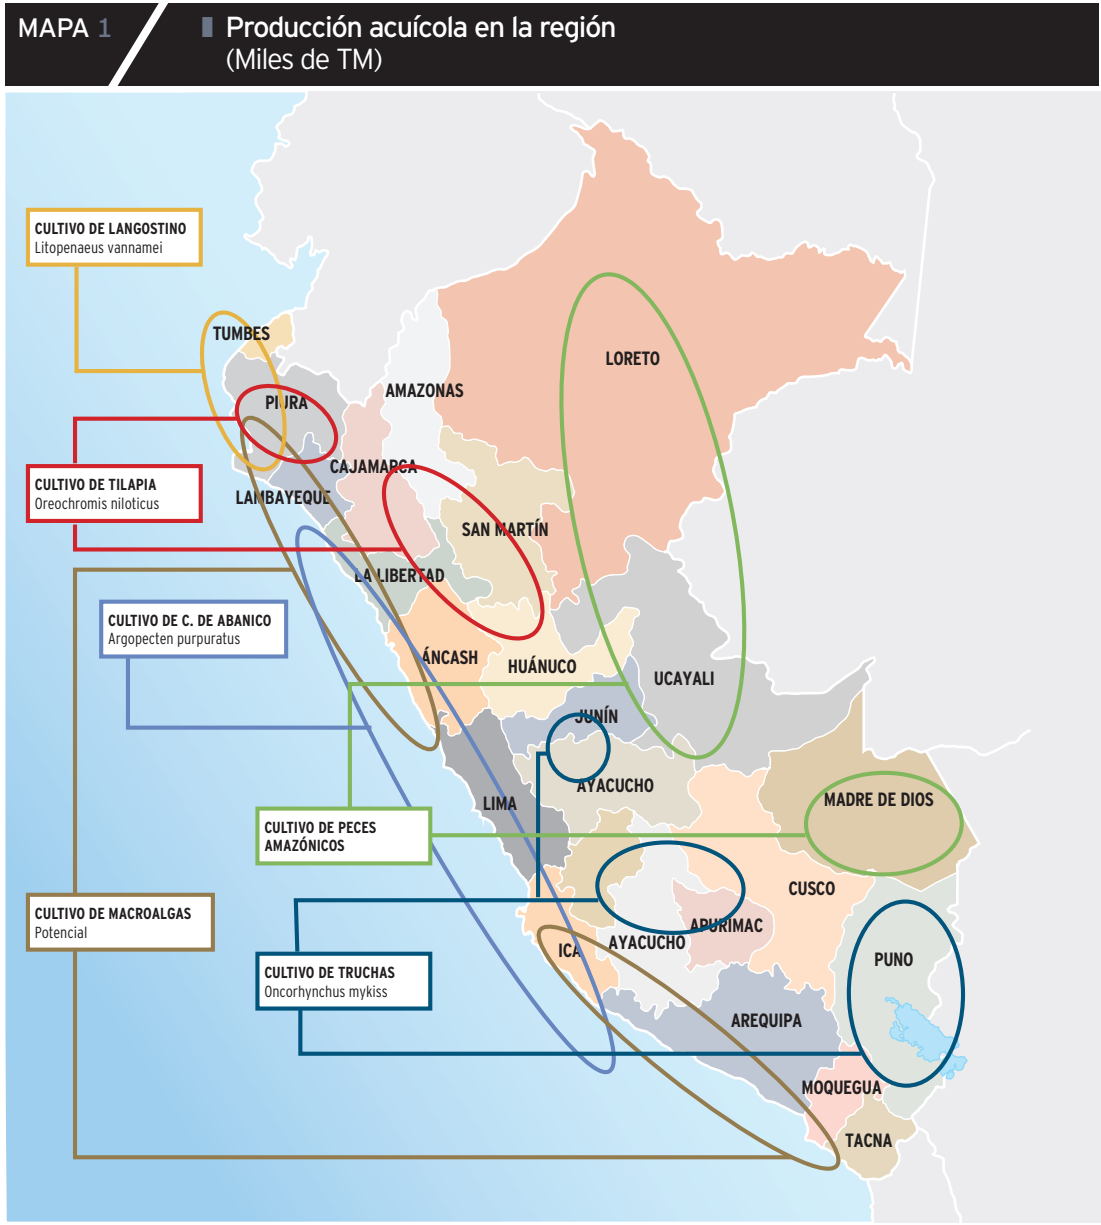 MAPA 1
Producción acuícola en la región
(Miles de TM)
CULTIVO DE LANGOSTINO
Litopenaeus vannamei
TUMBES
LORETO
AMAZONAS
PIURA
CAJAMARCA
CULTIVO DE TILAPIA
Oreochromis niloticus
LAMBAYEQUE
SAN MARTÍN
LA LIBERTAD
CULTIVO DE C. DE ABANICO
Argopecten purpuratus
ÁNCASH
HUÁNUCO
UCAYALI
JUNÍN
AYACUCHO
LIMA
MADRE DE DIOS
CULTIVO DE PECES
AMAZÓNICOS
CUSCO
CULTIVO DE MACROALGAS
Potencial
APURIMAC
AYACUCHO
ICA
PUNO
CULTIVO DE TRUCHAS
Oncorhynchus mykiss
AREQUIPA
MOQUEGUA
TACNA